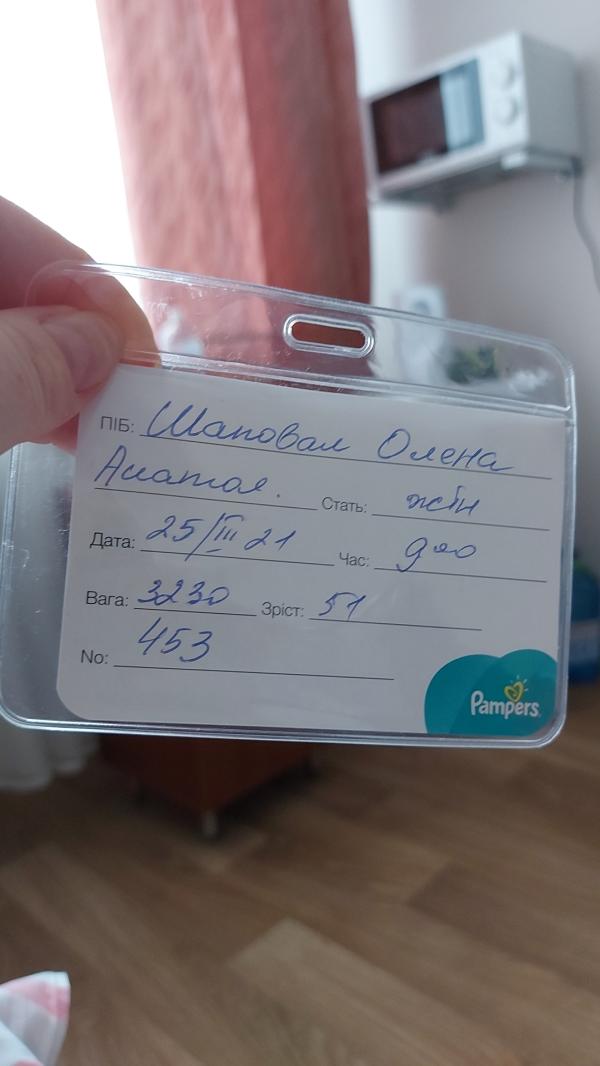 ПІБ: Шаповал Олена
Анатол. Стать: жін
Дата: 25/III 21 Час: 9⁰⁰
Вага: 3230 Зріст: 51
No: 453
Pampers